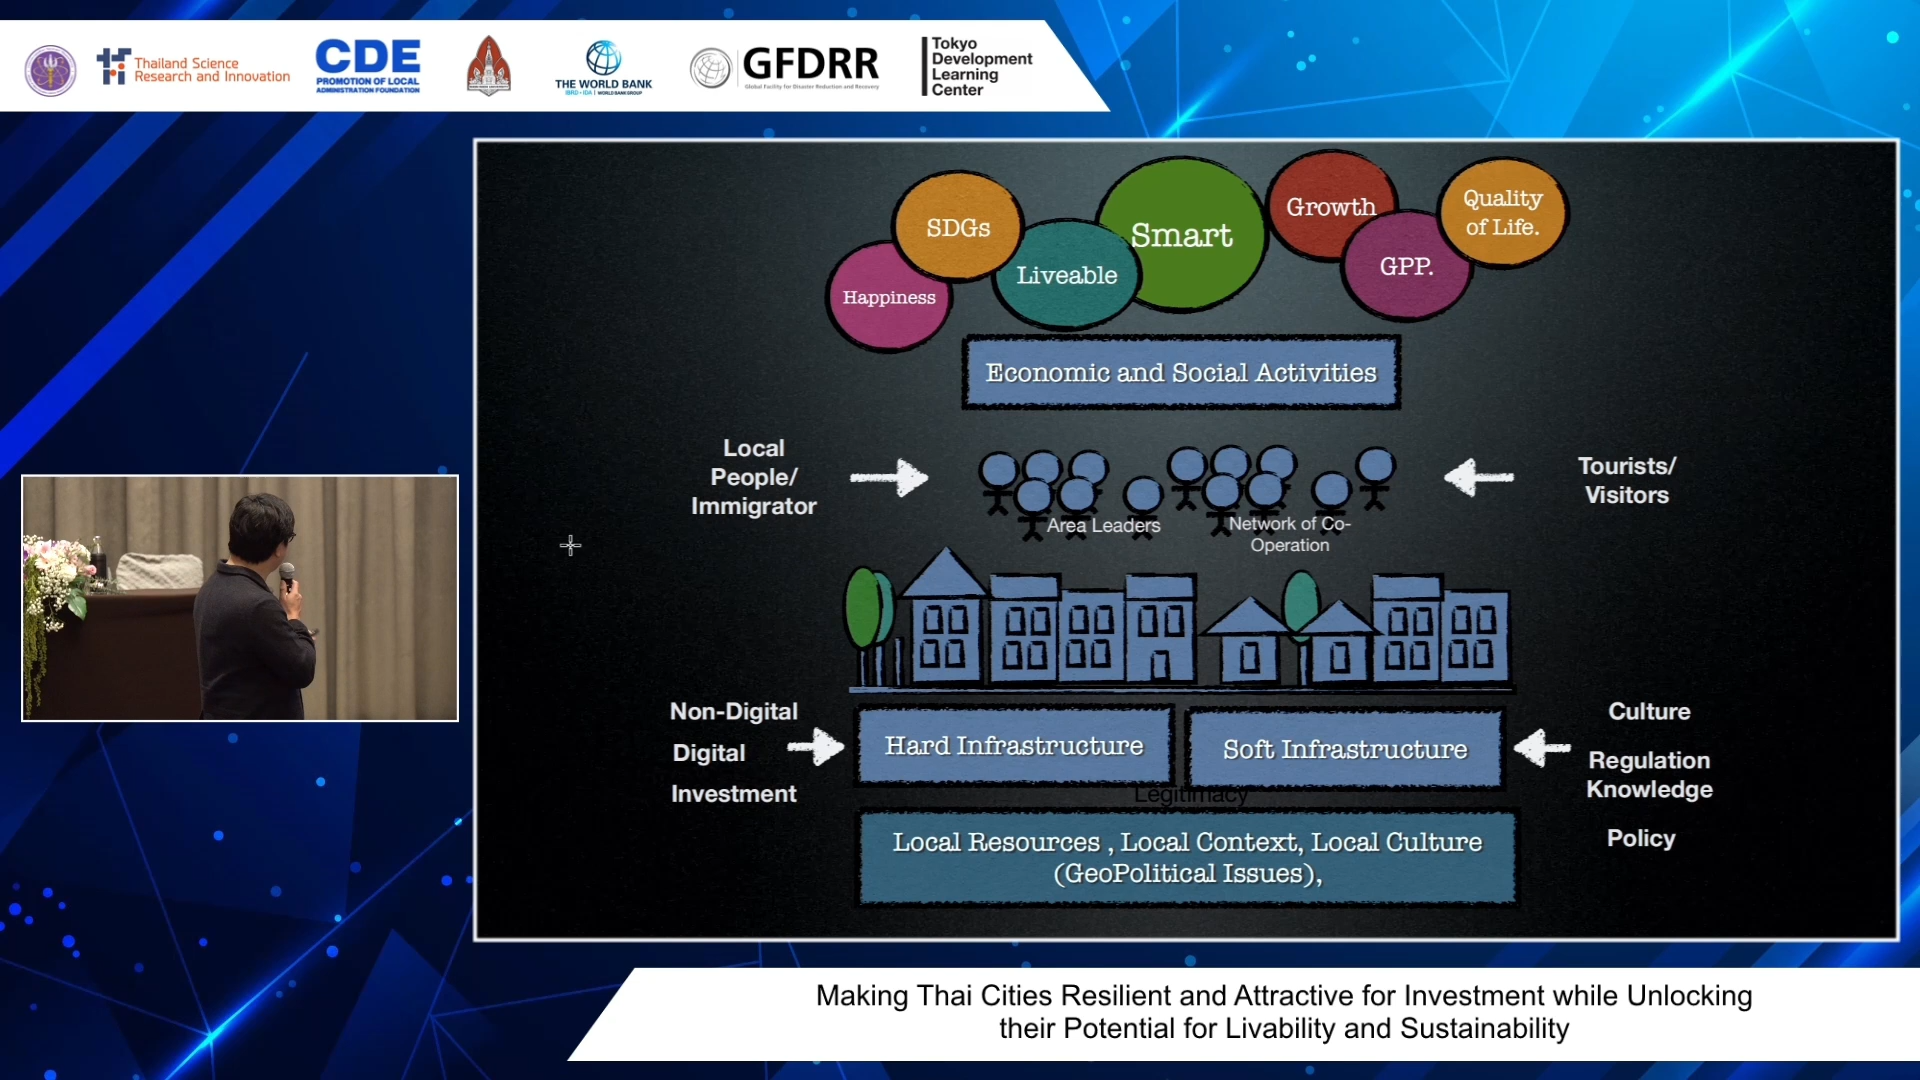 Thailand Science
Research and Innovation
CDE
PROMOTION OF LOCAL
ADMINISTRATION FOUNDATION
THE WORLD BANK
IBRD • IDA | WORLD BANK GROUP
GFDRR
Global Facility for Disaster Reduction and Recovery
Tokyo
Development
Learning
Center
SDGs
Happiness
Liveable
Smart
Growth
GPP.
Quality
of Life.
Economic and Social Activities
Local
People/
Immigrator
Area Leaders
Network of Co-
Operation
Tourists/
Visitors
Non-Digital
Digital
Investment
Hard Infrastructure
Soft Infrastructure
Culture
Regulation
Knowledge
Policy
Legitimacy
Local Resources , Local Context, Local Culture
(GeoPolitical Issues),
Making Thai Cities Resilient and Attractive for Investment while Unlocking
their Potential for Livability and Sustainability